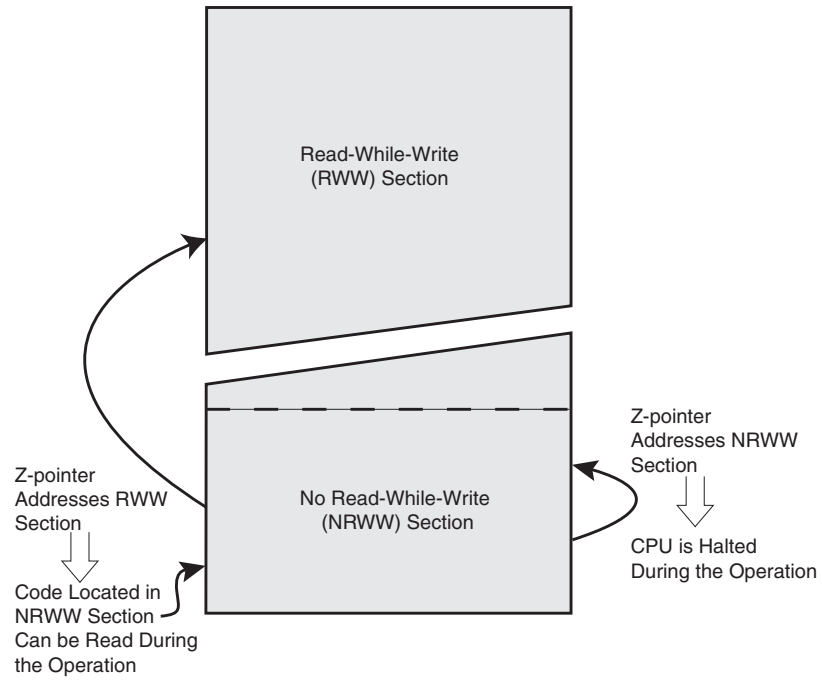 Read-While-Write
(RWW) Section
Z-pointer
Addresses NRWW
Section
Z-pointer
Addresses RWW
Section
No Read-While-Write
(NRWW) Section
CPU is Halted
During the Operation
Code Located in
NRWW Section
Can be Read During
the Operation